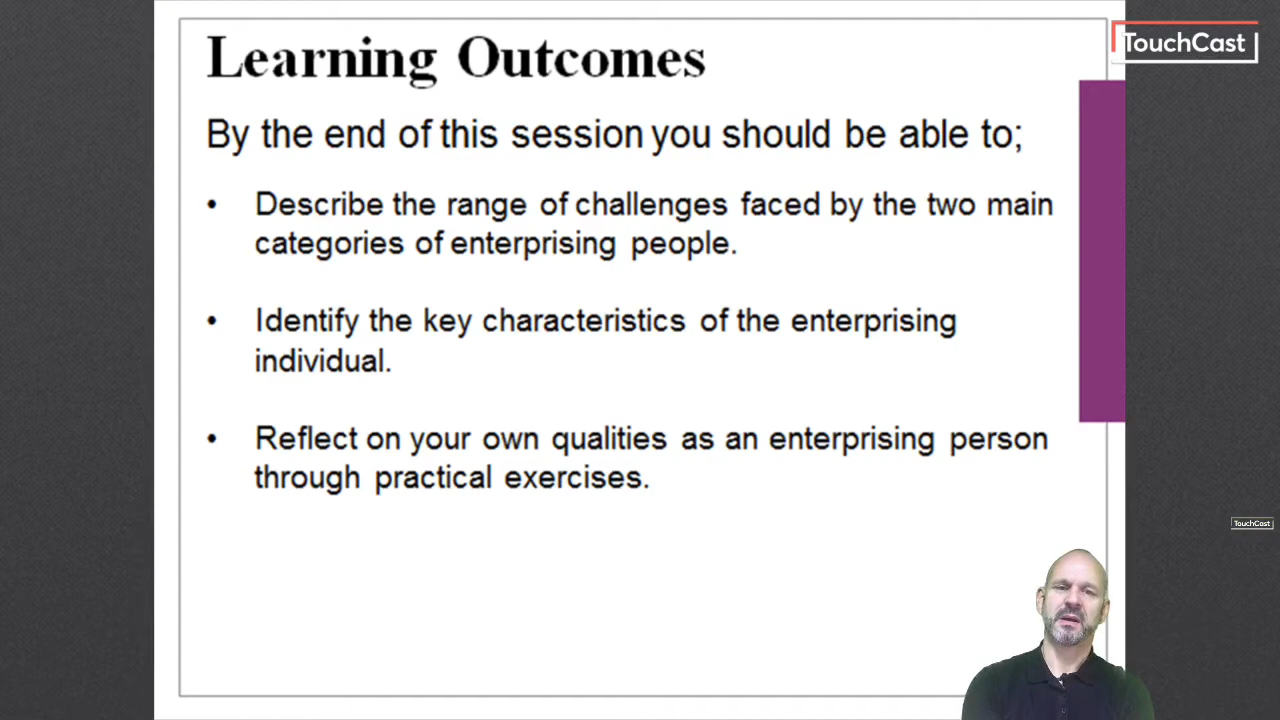 Learning Outcomes
TouchCast
By the end of this session you should be able to;
• Describe the range of challenges faced by the two main
categories of enterprising people.
• Identify the key characteristics of the enterprising
individual.
• Reflect on your own qualities as an enterprising person
through practical exercises.
TouchCast